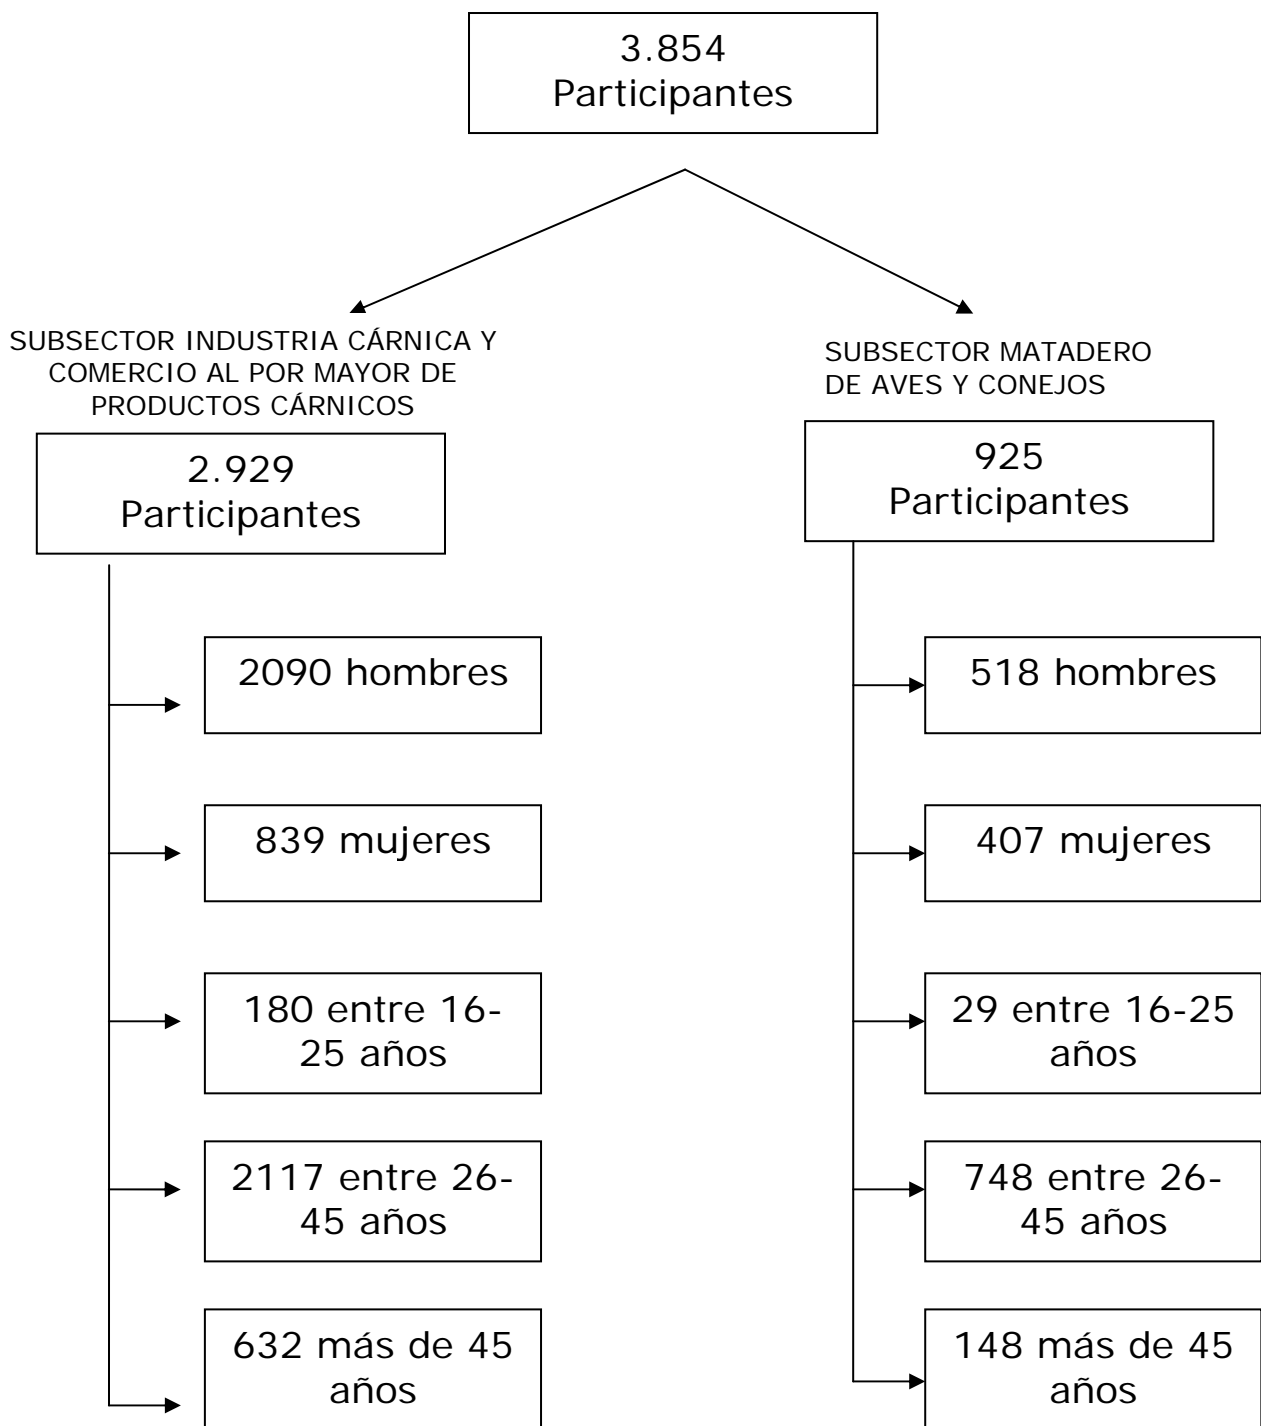 3.854
Participantes
SUBSECTOR INDUSTRIA CÁRNICA Y
COMERCIO AL POR MAYOR DE
PRODUCTOS CÁRNICOS
2.929
Participantes
2090 hombres
839 mujeres
180 entre 16-
25 años
2117 entre 26-
45 años
632 más de 45
años
SUBSECTOR MATADERO
DE AVES Y CONEJOS
925
Participantes
518 hombres
407 mujeres
29 entre 16-25
años
748 entre 26-
45 años
148 más de 45
años